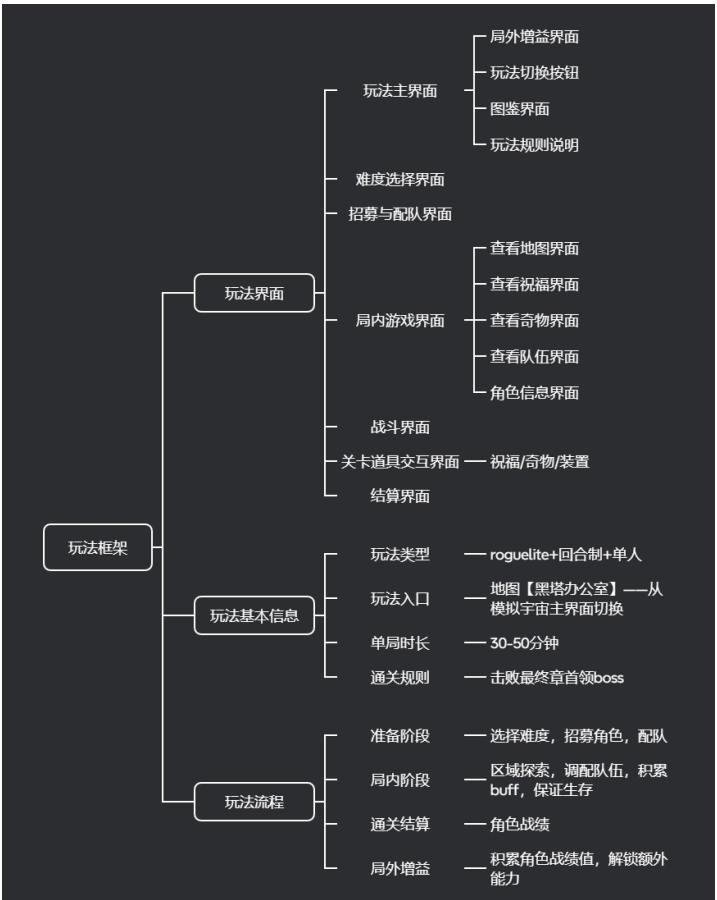 玩法框架
玩法界面
玩法主界面
局外增益界面
玩法切换按钮
图鉴界面
玩法规则说明
难度选择界面
招募与配队界面
局内游戏界面
查看地图界面
查看祝福界面
查看奇物界面
查看队伍界面
角色信息界面
战斗界面
关卡道具交互界面
祝福/奇物/装置
结算界面
玩法基本信息
玩法类型
roguelite+回合制+单人
玩法入口
地图【黑塔办公室】——从
模拟宇宙主界面切换
单局时长
30-50分钟
通关规则
击败最终章首领boss
玩法流程
准备阶段
选择难度，招募角色，配队
局内阶段
区域探索，调配队伍，积累
buff，保证生存
通关结算
角色战绩
局外增益
积累角色战绩值，解锁额外
能力